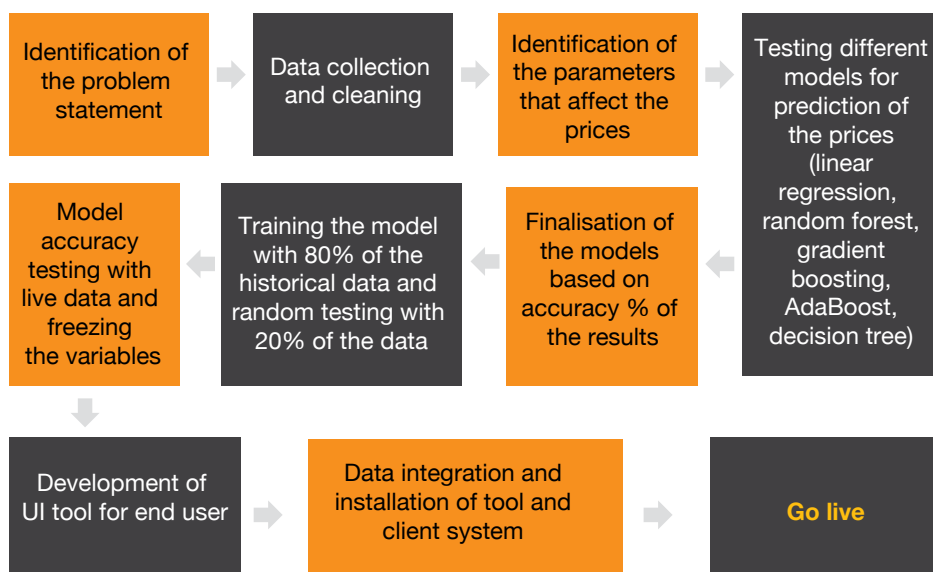 Identification of
the problem
statement
Data collection
and cleaning
Identification of
the parameters
that affect the
prices
Testing different
models for
prediction of
the prices
(linear
regression,
random forest,
gradient
boosting,
AdaBoost,
decision tree)
Finalisation of
the models
based on
accuracy % of
the results
Training the model
with 80% of the
historical data and
random testing with
20% of the data
Model
accuracy
testing with
live data and
freezing
the variables
Development of
UI tool for end user
Data integration and
installation of tool and
client system
Go live